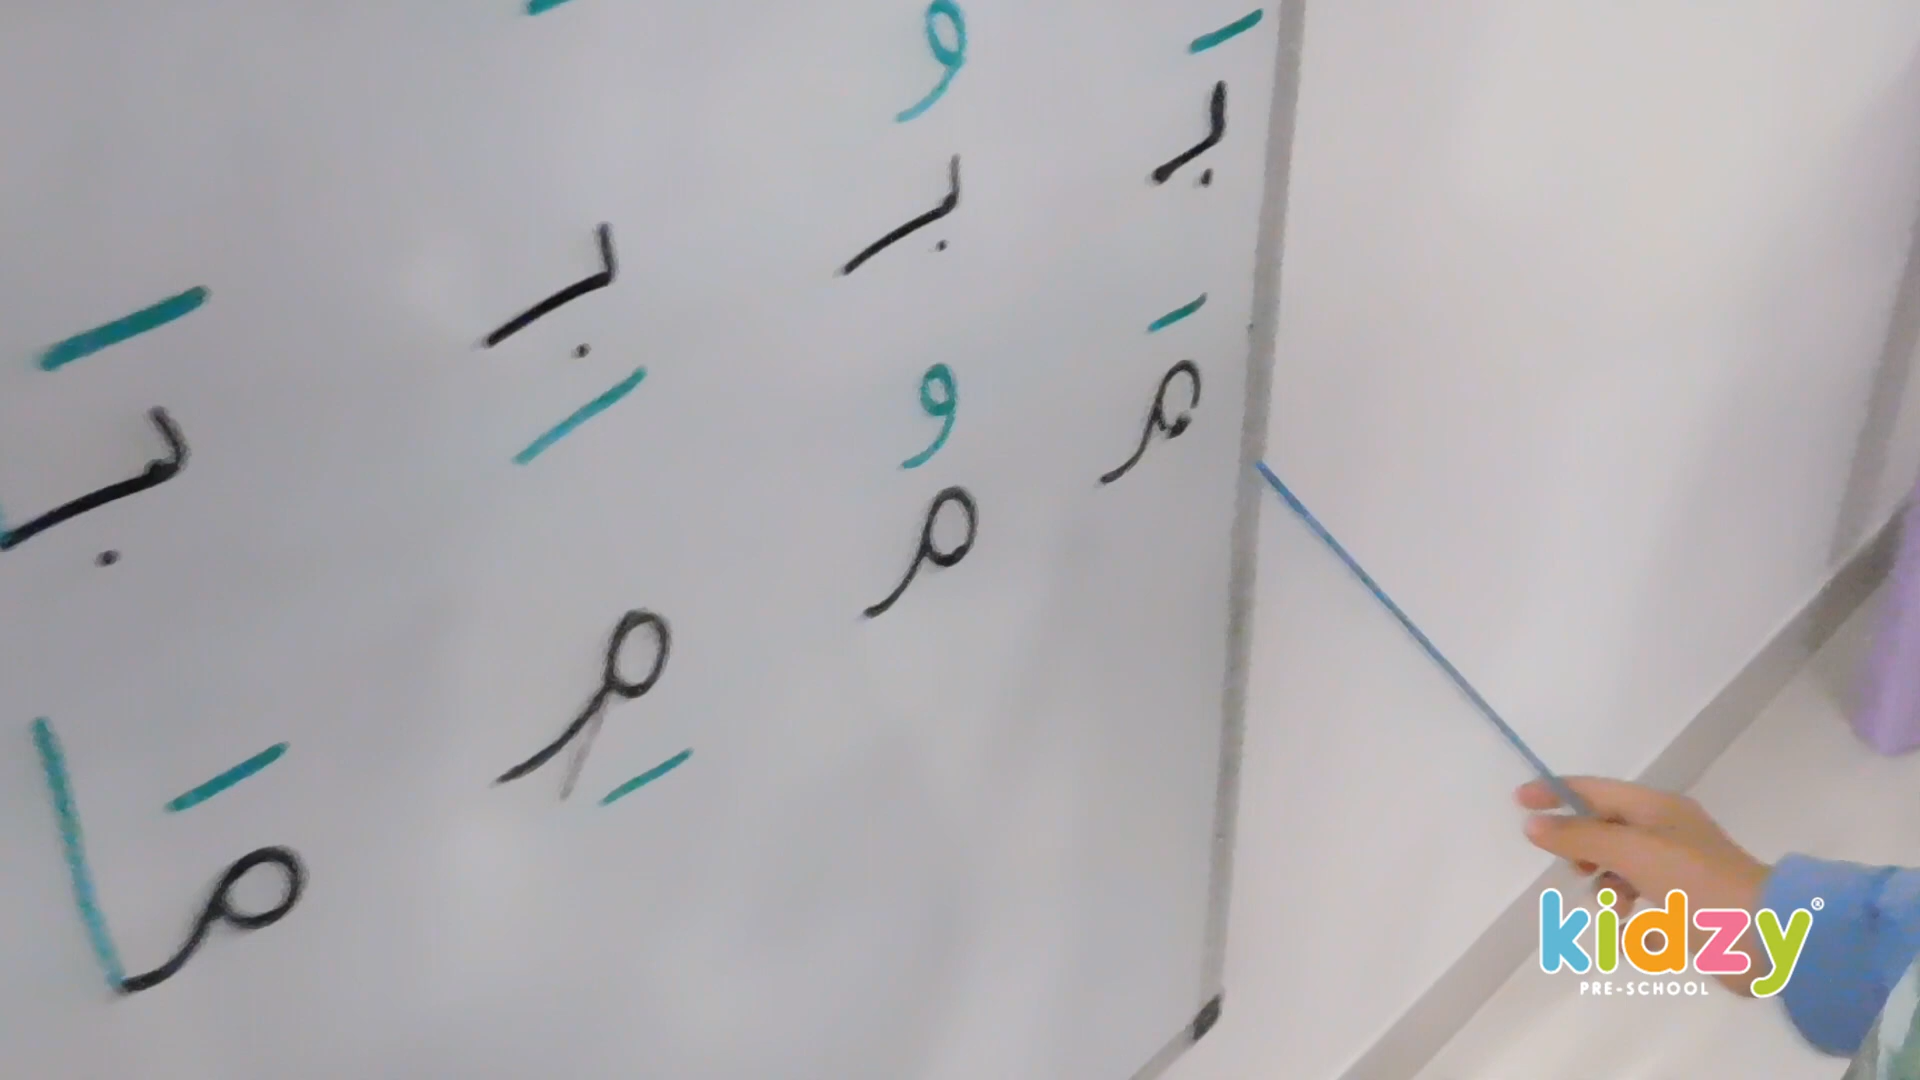 بَـ بُـ بِـ بَا
مَـ مُـ مِـ مَا
kidzy®
PRE-SCHOOL